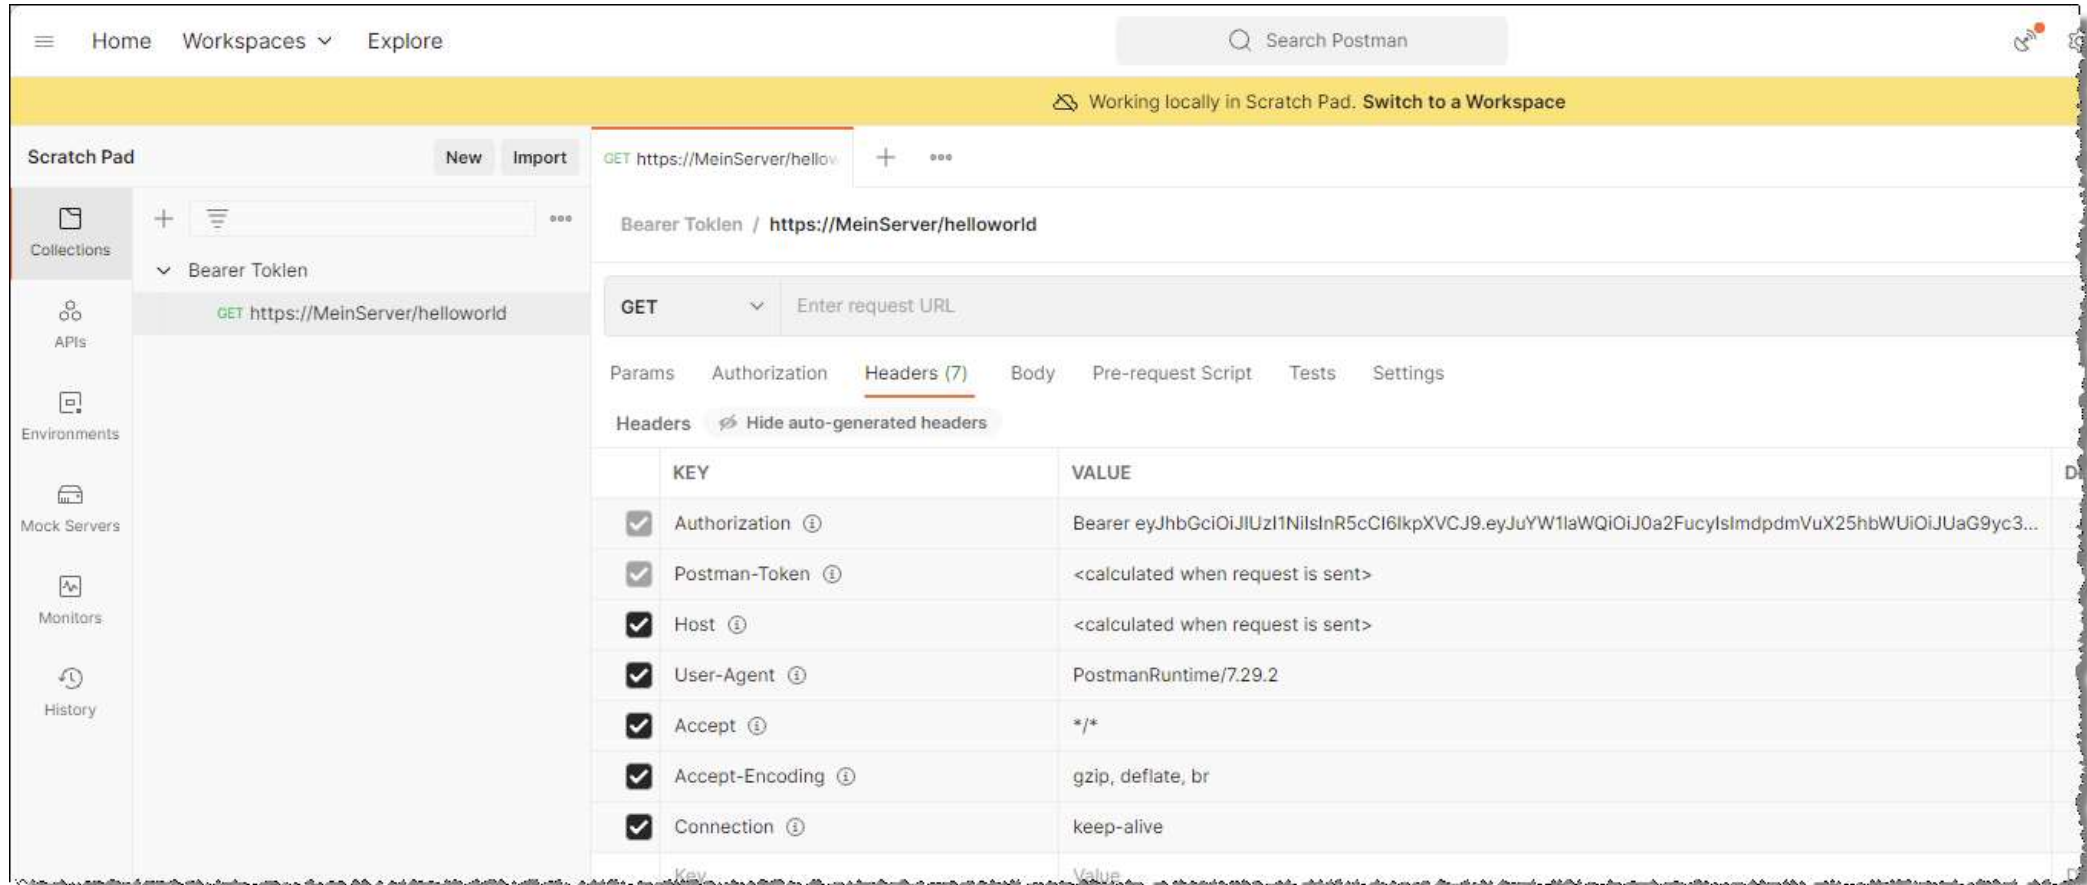 Home Workspaces Explore Search Postman
Working locally in Scratch Pad. Switch to a Workspace
Scratch Pad New Import GET https://MeinServer/hellow
Collections
Bearer Toklen / https://MeinServer/helloworld
Bearer Toklen
GET https://MeinServer/helloworld
GET Enter request URL
APIs
Params Authorization Headers (7) Body Pre-request Script Tests Settings
Environments
Headers Hide auto-generated headers
KEY VALUE
Mock Servers
Authorization Bearer eyJhbGciOiJIUzI1NiIsInR5cCI6IkpXVCJ9.eyJuYW1laWQiOiJ0a2FucyIsImdpdmVuX25hbWUiOiJUaG9yc3...
Postman-Token <calculated when request is sent>
Monitors
Host <calculated when request is sent>
User-Agent PostmanRuntime/7.29.2
History
Accept */*
Accept-Encoding gzip, deflate, br
Connection keep-alive
Key Value